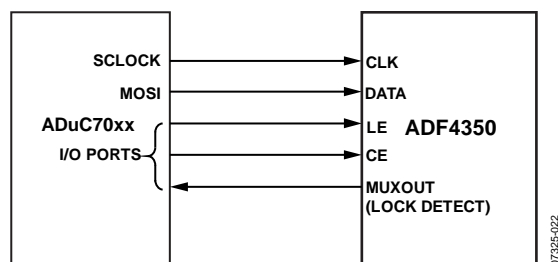 SCLOCK
MOSI
ADuC70xx
I/O PORTS
CLK
DATA
LE
ADF4350
CE
MUXOUT
(LOCK DETECT)
07325-022